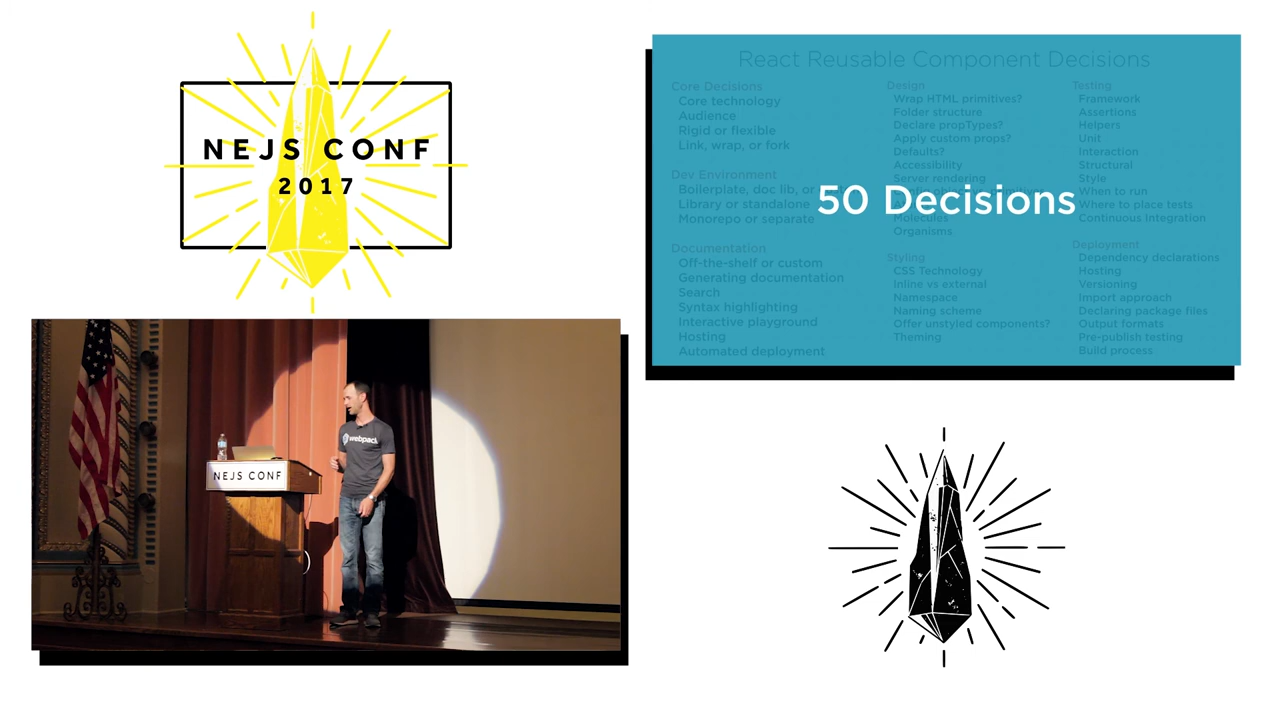 NEJS CONF
2017
React Reusable Component Decisions
Core Decisions
Core technology
Audience
Rigid or flexible
Link, wrap, or fork
Dev Environment
Boilerplate, doc lib, or
Library or standalone
Monorepo or separate
Documentation
Off-the-shelf or custom
Generating documentation
Search
Syntax highlighting
Interactive playground
Hosting
Automated deployment
Design
Wrap HTML primitives?
Folder structure
Declare propTypes?
Apply custom props?
Defaults?
Accessibility
Server rendering
50 Decisions
Molecules
Organisms
Styling
CSS Technology
Inline vs external
Namespace
Naming scheme
Offer unstyled components?
Theming
Testing
Framework
Assertions
Helpers
Unit
Interaction
Structural
Style
When to run
Where to place tests
Continuous Integration
Deployment
Dependency declarations
Hosting
Versioning
Import approach
Declaring package files
Output formats
Pre-publish testing
Build process
webpack
NEJS CONF